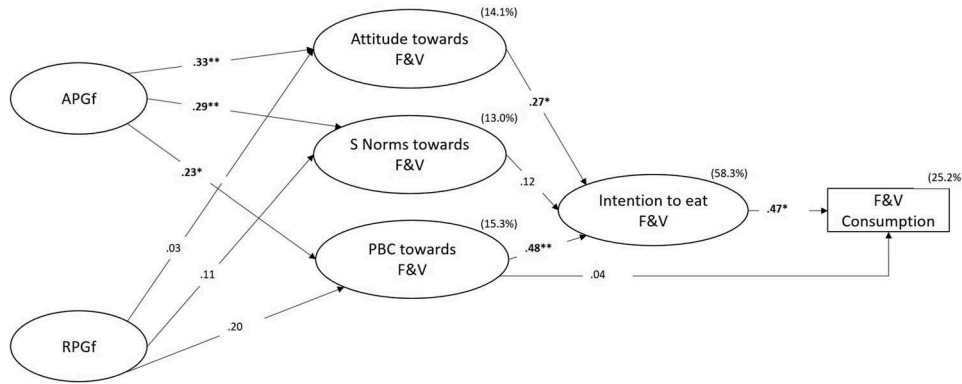 (14.1%)
Attitude towards
F&V
.33**
APGf
.29**
.27*
(13.0%)
S Norms towards
F&V
.23*
.12
(58.3%)
(25.2%
Intention to eat
F&V
.47*
F&V
Consumption
(15.3%)
PBC towards
F&V
.48**
.03
.04
.11
.20
RPGf